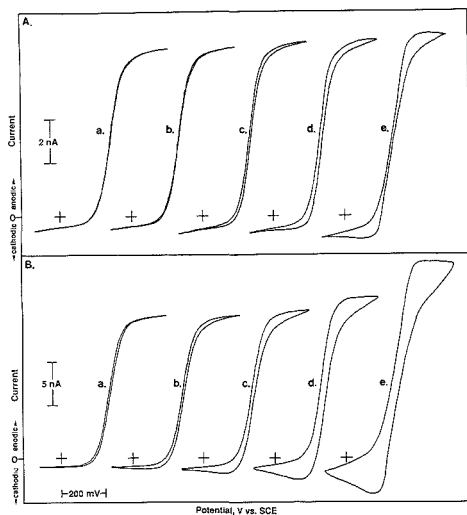 A.
a.
b.
c.
d.
e.
Current
2 nA
←cathodic O anodic→
B.
a.
b.
c.
d.
e.
Current
5 nA
←cathodic O anodic→
200 mV
Potential, V vs. SCE